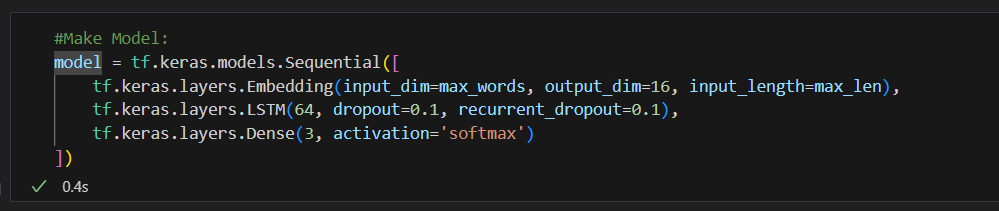 #Make Model:
model = tf.keras.models.Sequential([
    tf.keras.layers.Embedding(input_dim=max_words, output_dim=16, input_length=max_len),
    tf.keras.layers.LSTM(64, dropout=0.1, recurrent_dropout=0.1),
    tf.keras.layers.Dense(3, activation='softmax')
])
0.4s